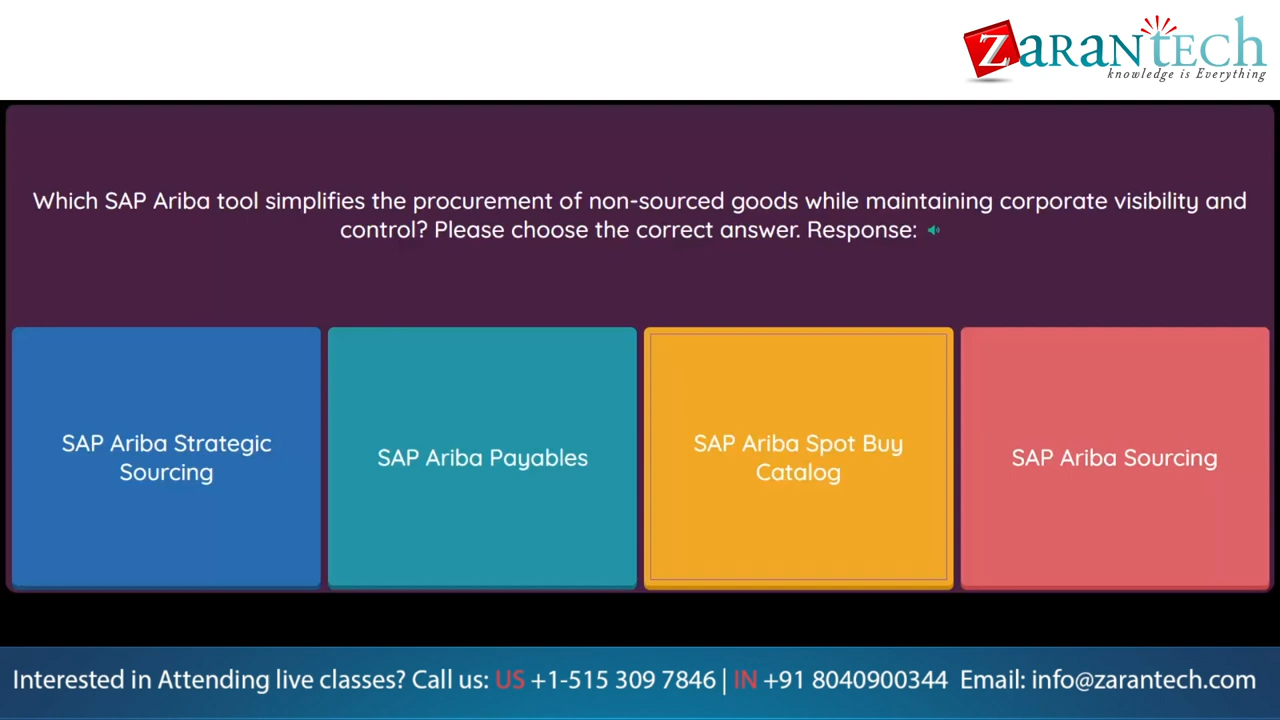 ZARANTECH
knowledge is Everything
Which SAP Ariba tool simplifies the procurement of non-sourced goods while maintaining corporate visibility and
control? Please choose the correct answer. Response:
SAP Ariba Strategic
Sourcing
SAP Ariba Payables
SAP Ariba Spot Buy
Catalog
SAP Ariba Sourcing
Interested in Attending live classes? Call us: US +1-515 309 7846 | IN +91 8040900344 Email: info@zarantech.com